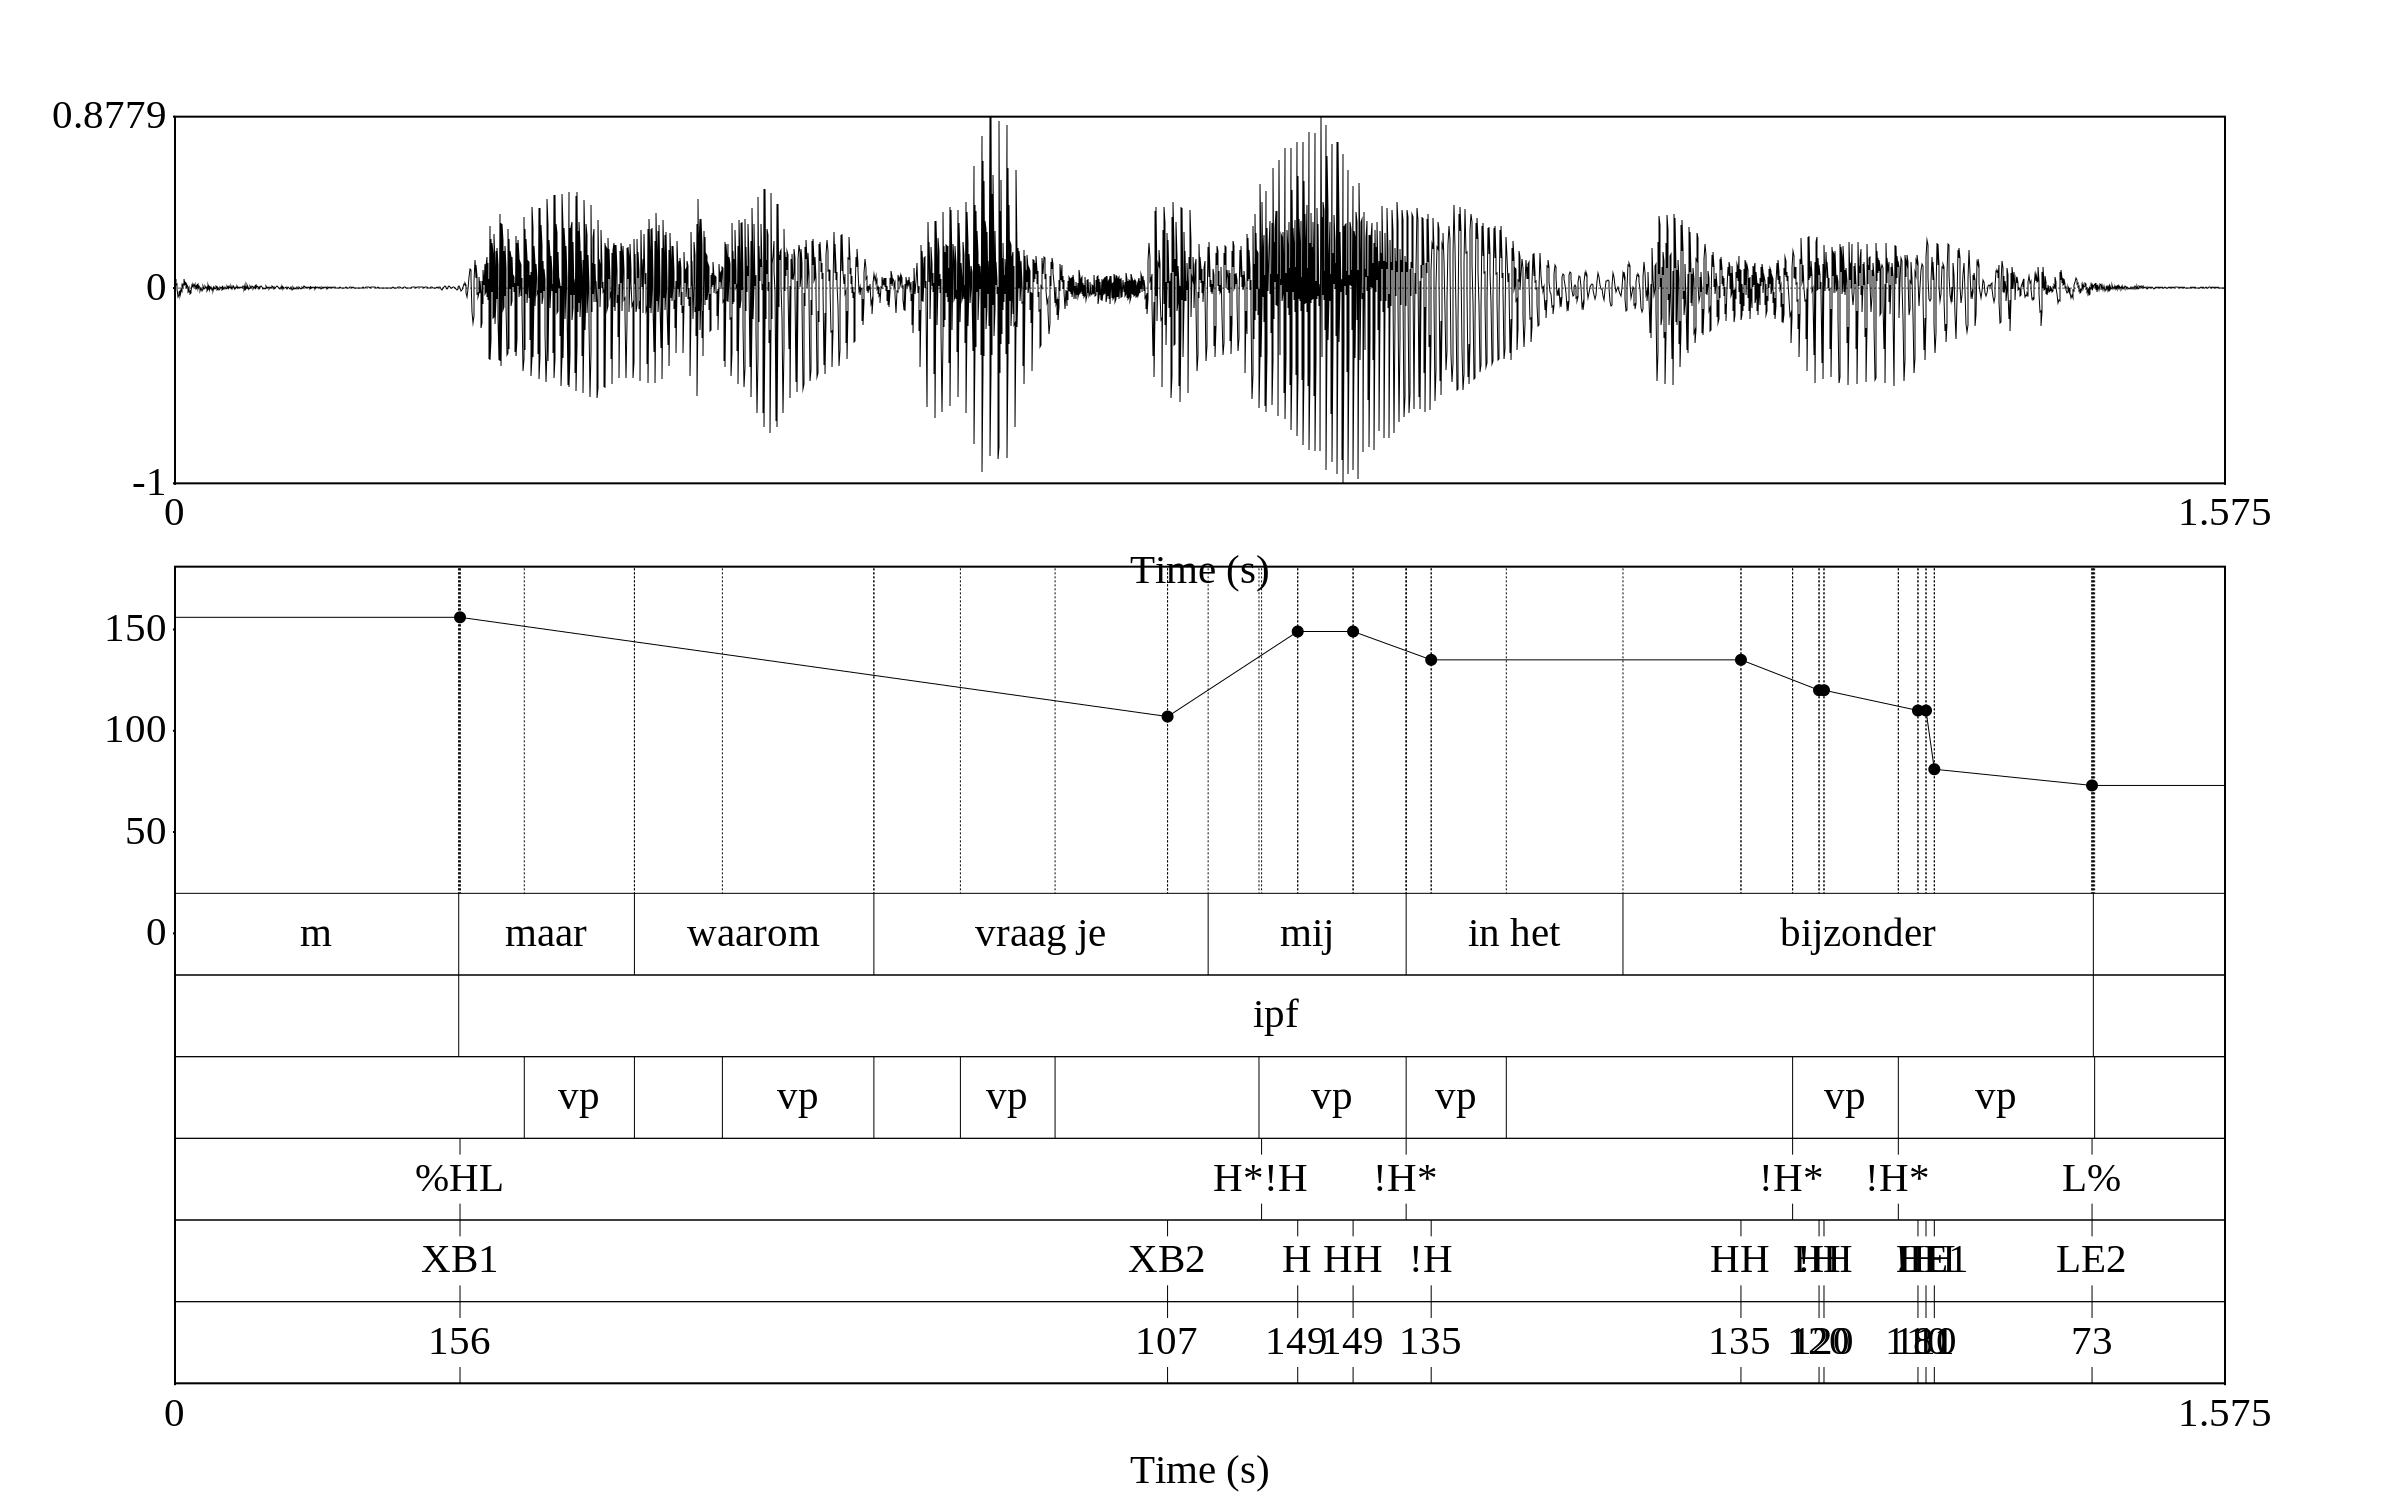 0.8779
0
-1
0 1.575
Time (s)
150
100
50
0
m maar waarom vraag je mij in het bijzonder
ipf
vp vp vp vp vp vp vp
%HL H*!H !H* !H* !H* L%
XB1 XB2 H HH !H HH LE2
156 107 149 149 135 135 120 73
0 1.575
Time (s)